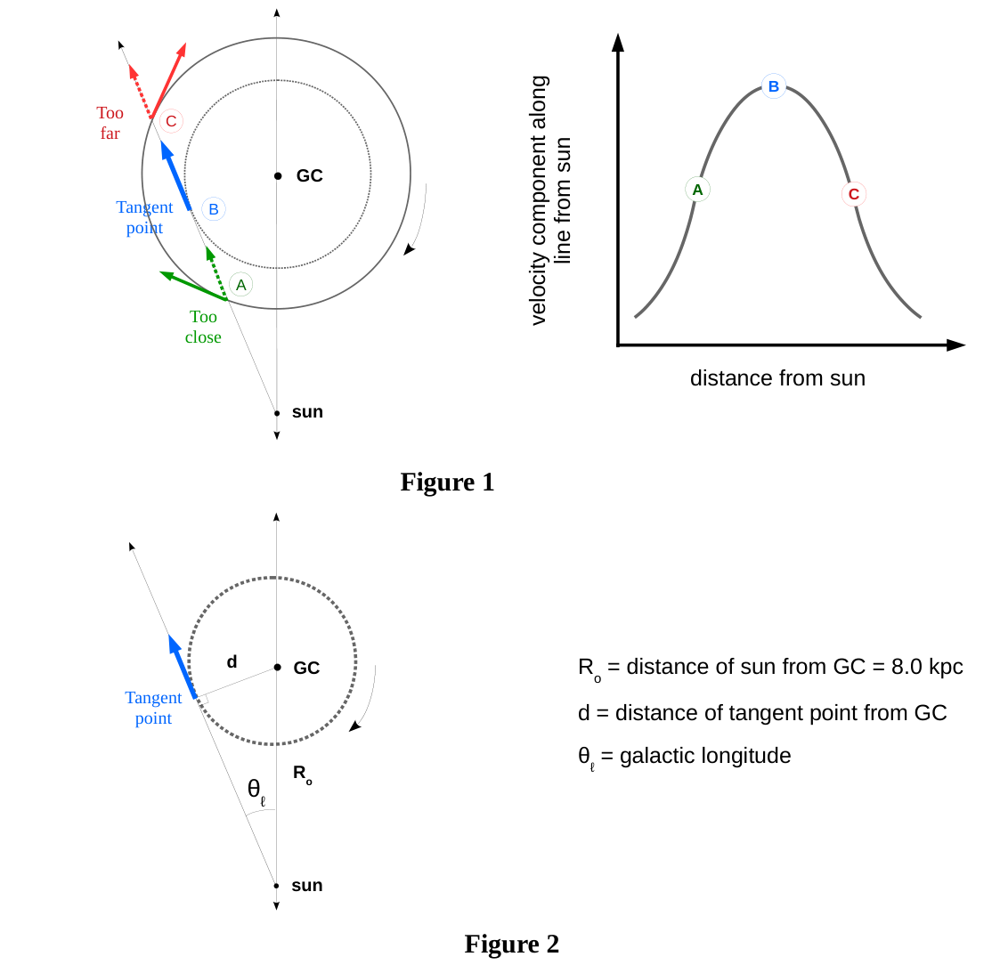 Too
far
C
GC
Tangent
point
B
A
Too
close
sun
velocity component along
line from sun
B
A
C
distance from sun
Figure 1
d
GC
Tangent
point
Rₒ
θℓ
sun
Rₒ = distance of sun from GC = 8.0 kpc
d = distance of tangent point from GC
θℓ = galactic longitude
Figure 2